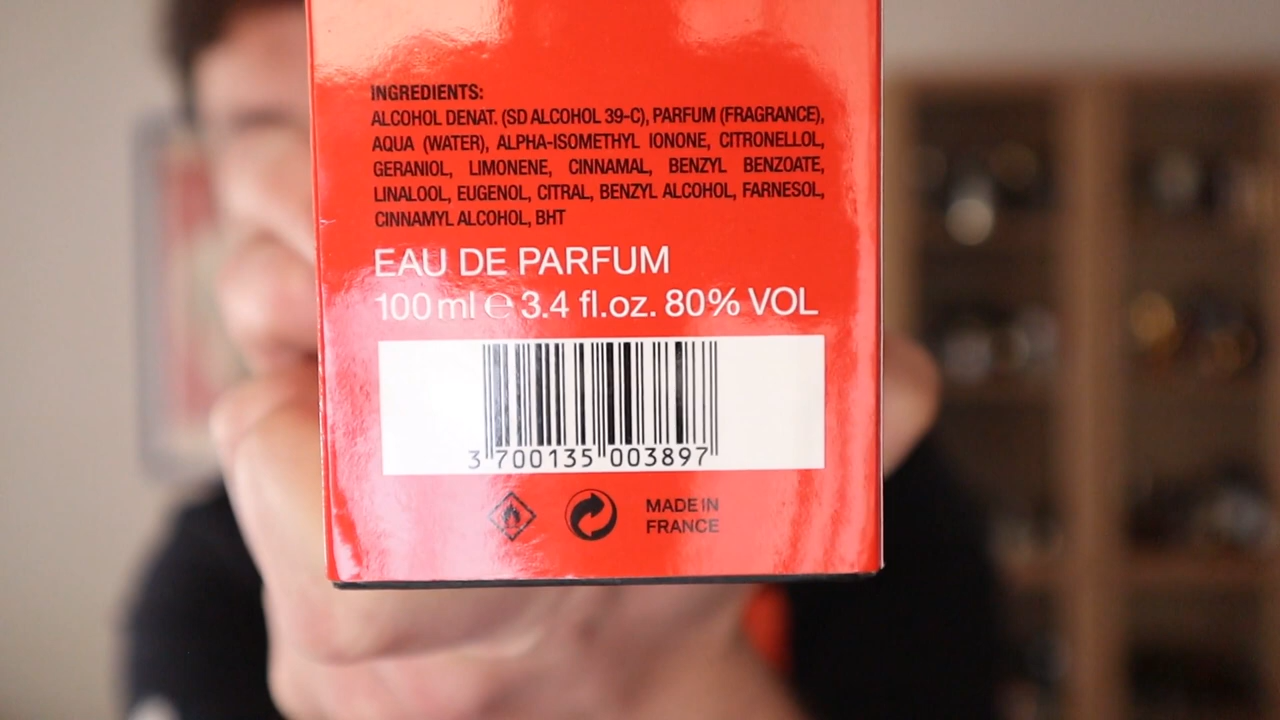 INGREDIENTS:
ALCOHOL DENAT. (SD ALCOHOL 39-C), PARFUM (FRAGRANCE),
AQUA (WATER), ALPHA-ISOMETHYL IONONE, CITRONELLOL,
GERANIOL, LIMONENE, CINNAMAL, BENZYL BENZOATE,
LINALOOL, EUGENOL, CITRAL, BENZYL ALCOHOL, FARNESOL,
CINNAMYL ALCOHOL, BHT
EAU DE PARFUM
100 ml ℮ 3.4 fl.oz. 80% VOL
3 700135 003897
MADE IN
FRANCE